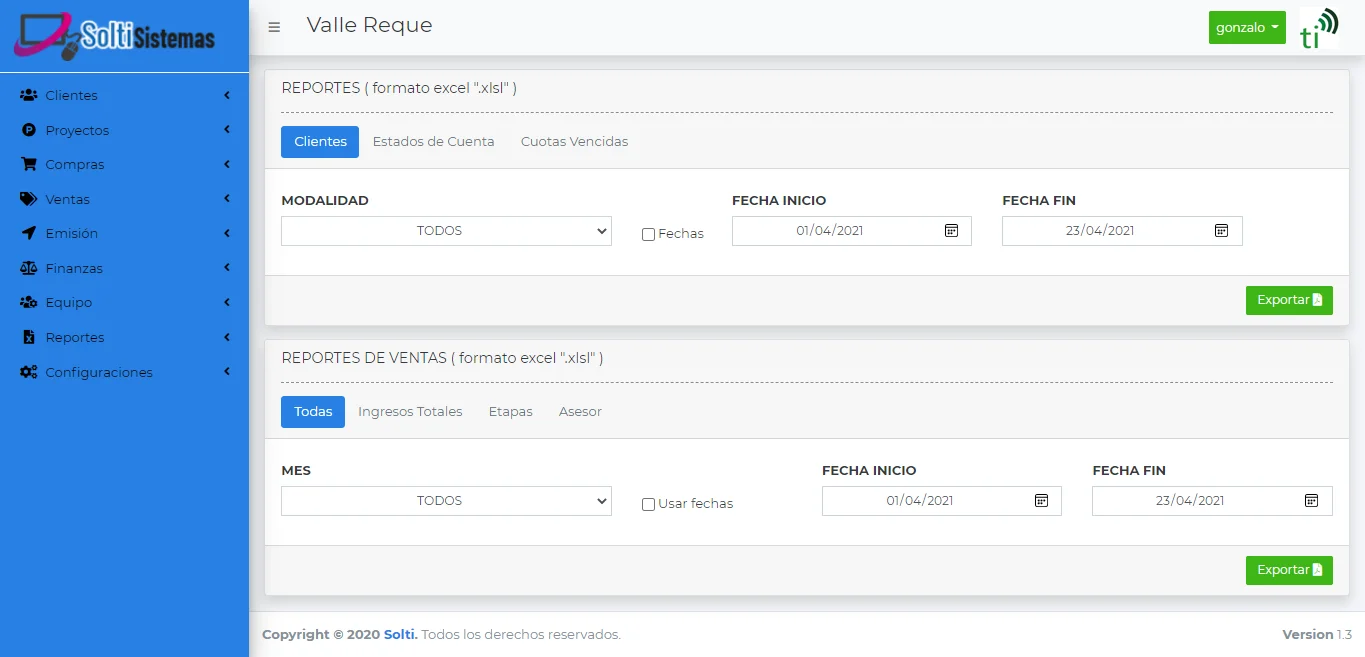 SoltiSistemas
Valle Reque
gonzalo
ti
Clientes
Proyectos
Compras
Ventas
Emisión
Finanzas
Equipo
Reportes
Configuraciones
REPORTES ( formato excel ".xlsl" )
Clientes Estados de Cuenta Cuotas Vencidas
MODALIDAD FECHA INICIO FECHA FIN
TODOS Fechas 01/04/2021 23/04/2021
Exportar
REPORTES DE VENTAS ( formato excel ".xlsl" )
Todas Ingresos Totales Etapas Asesor
MES FECHA INICIO FECHA FIN
TODOS Usar fechas 01/04/2021 23/04/2021
Exportar
Copyright © 2020 Solti. Todos los derechos reservados. Version 1.3